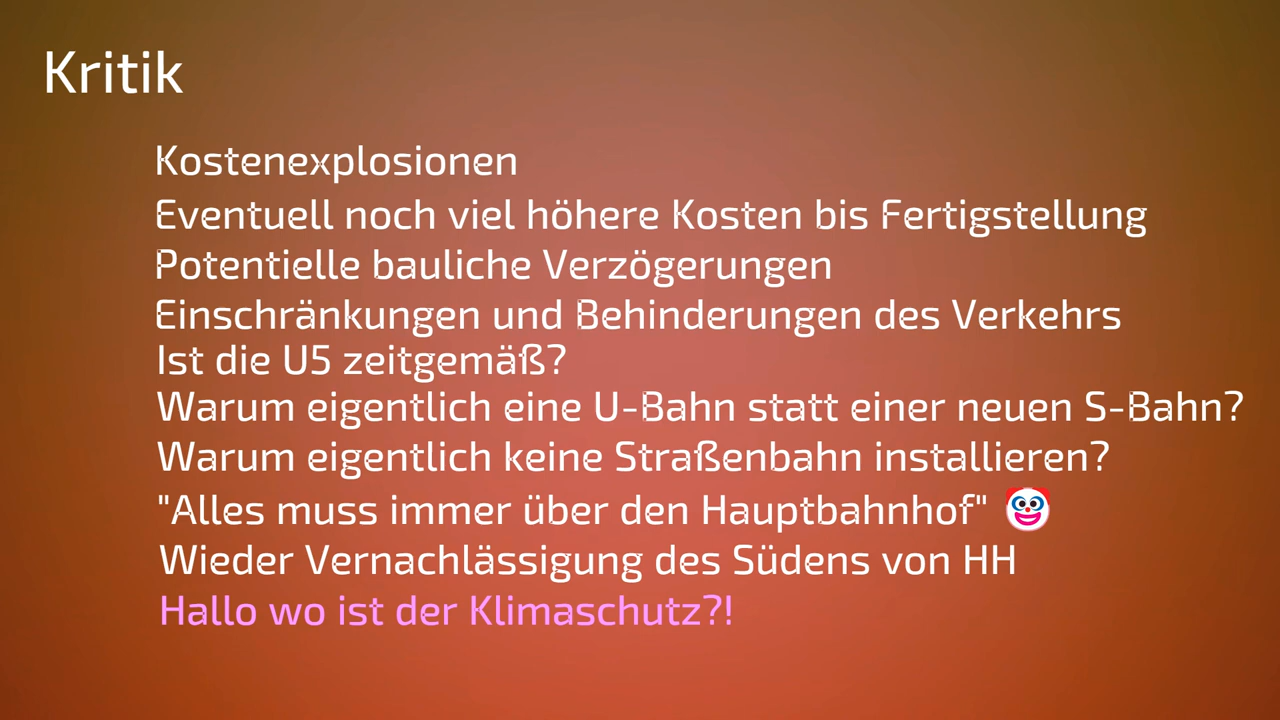 Kritik
Kostenexplosionen
Eventuell noch viel höhere Kosten bis Fertigstellung
Potentielle bauliche Verzögerungen
Einschränkungen und Behinderungen des Verkehrs
Ist die U5 zeitgemäß?
Warum eigentlich eine U-Bahn statt einer neuen S-Bahn?
Warum eigentlich keine Straßenbahn installieren?
"Alles muss immer über den Hauptbahnhof" 🤡
Wieder Vernachlässigung des Südens von HH
Hallo wo ist der Klimaschutz?!